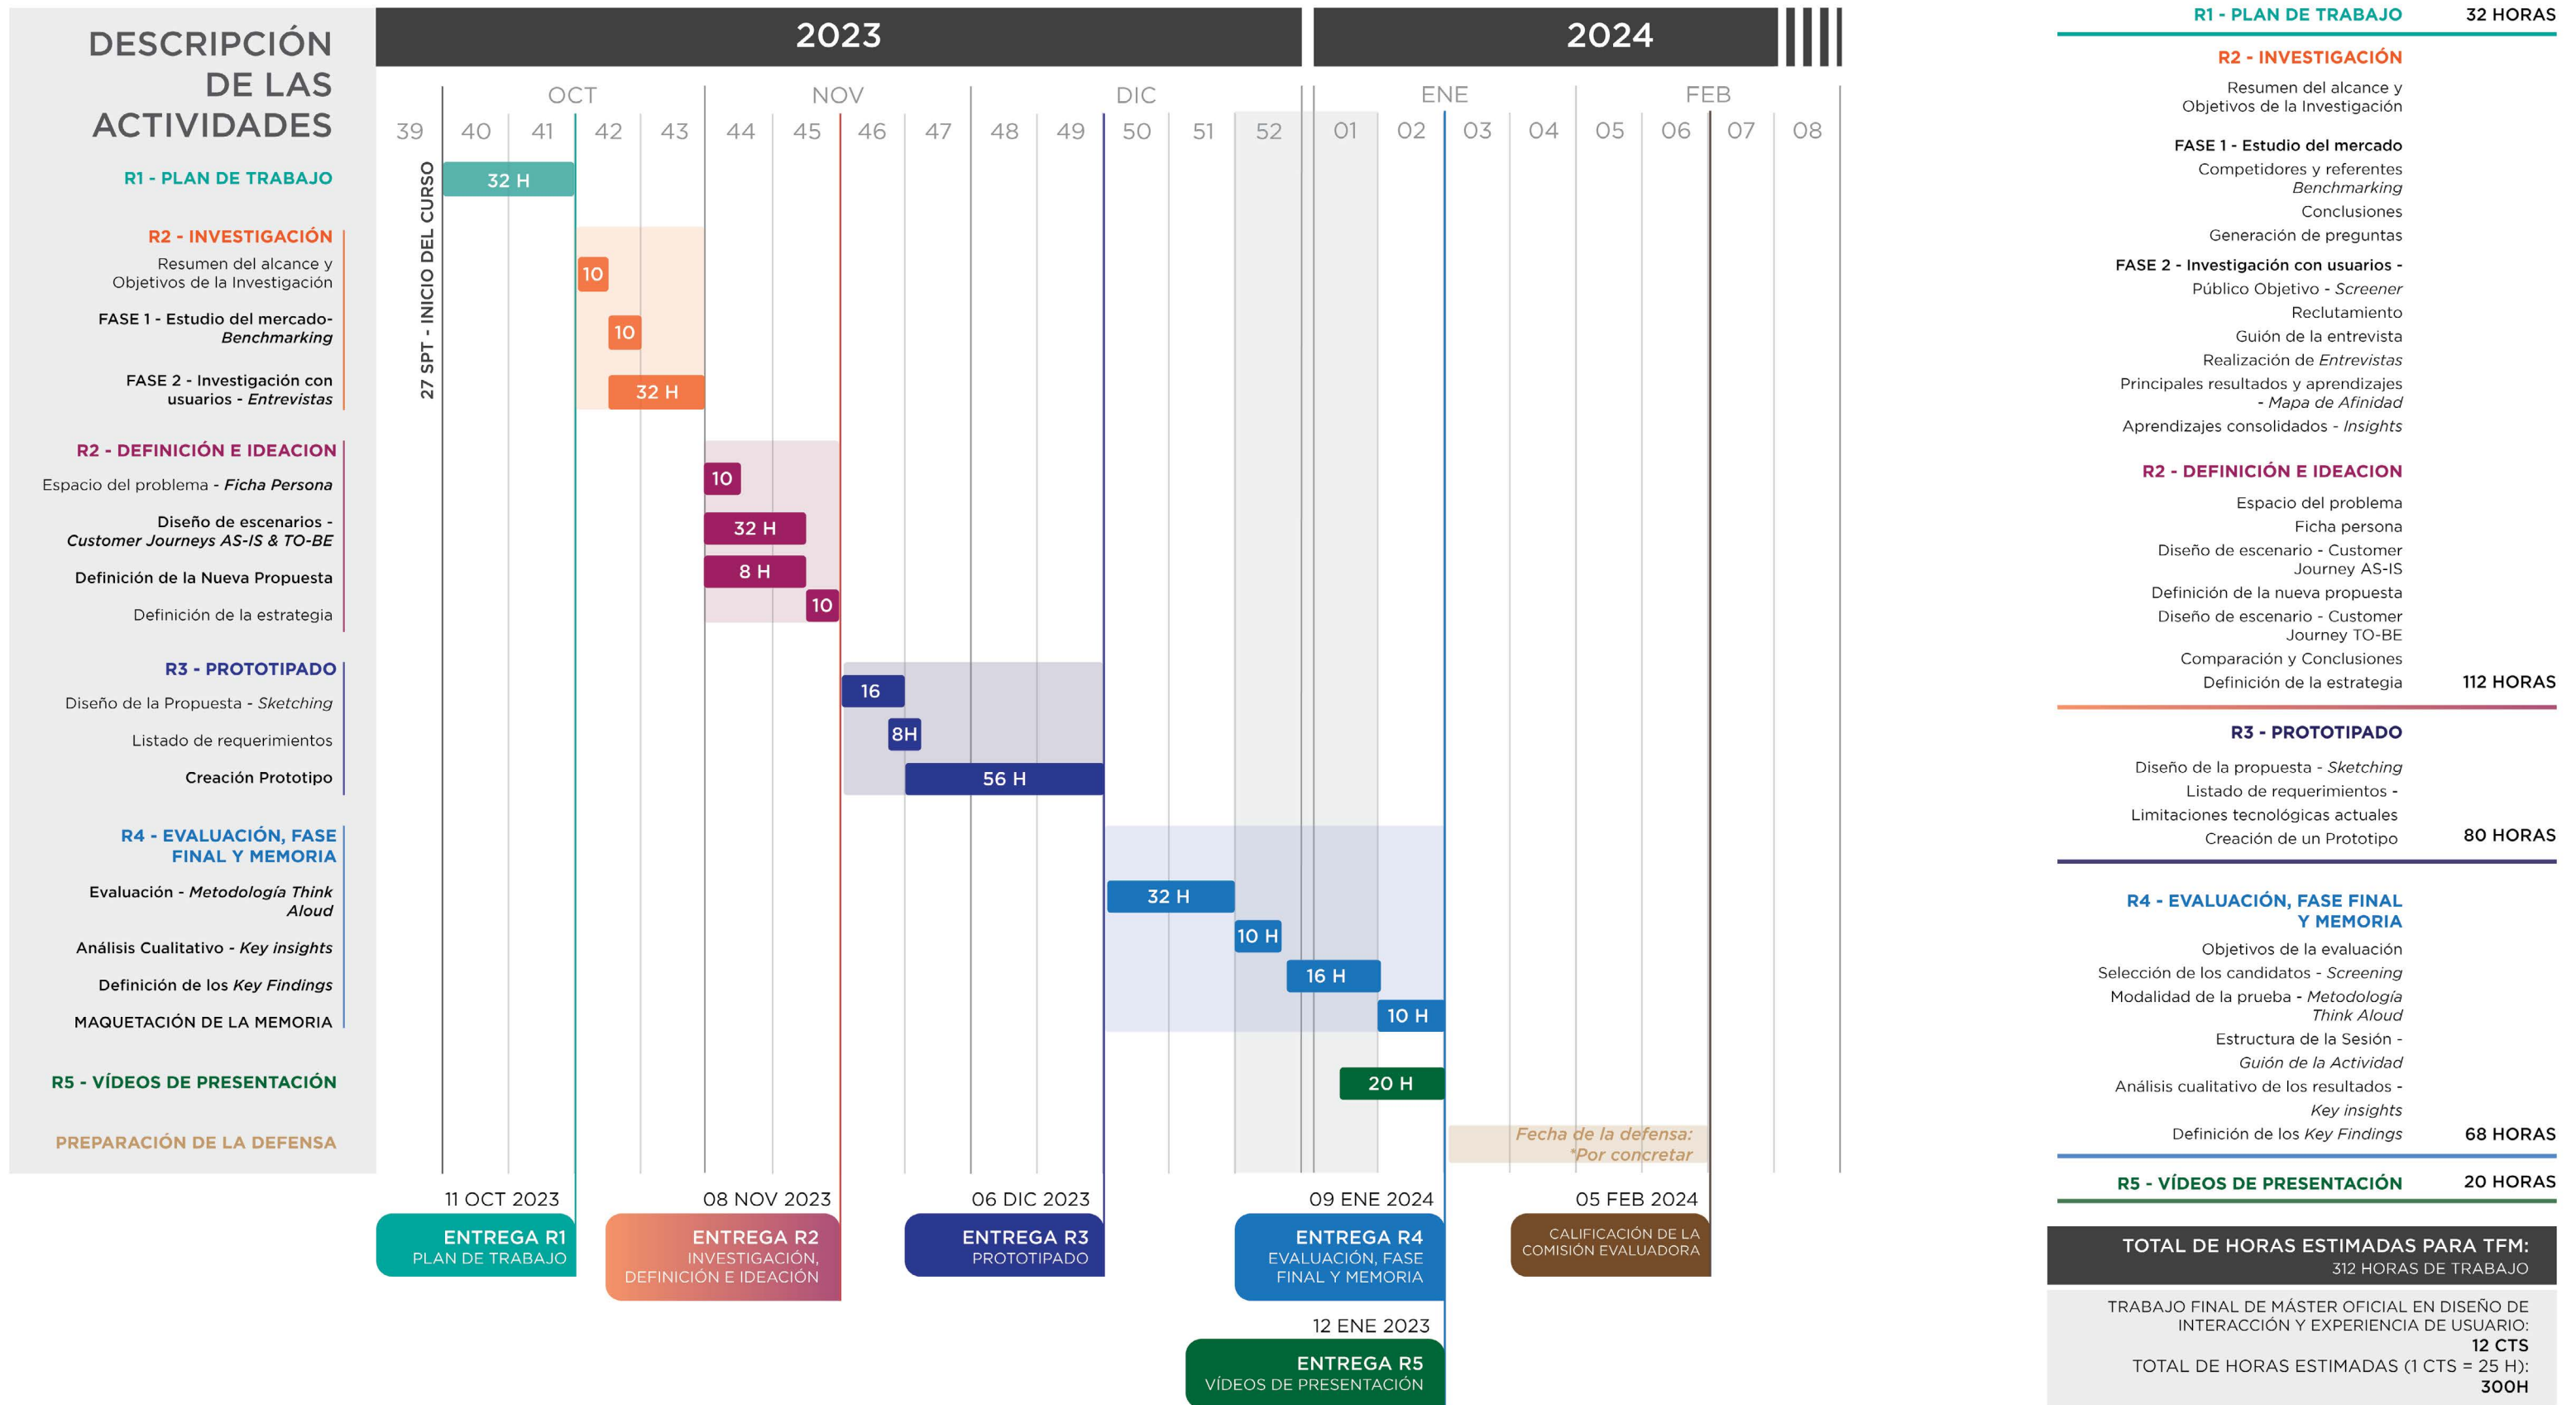 DESCRIPCIÓN
DE LAS
ACTIVIDADES
2023
2024
OCT
NOV
DIC
ENE
FEB
39 40 41 42 43 44 45 46 47 48 49 50 51 52 01 02 03 04 05 06 07 08
27 SPT - INICIO DEL CURSO
R1 - PLAN DE TRABAJO
32 H
R2 - INVESTIGACIÓN
Resumen del alcance y
Objetivos de la Investigación
10
FASE 1 - Estudio del mercado-
Benchmarking
10
FASE 2 - Investigación con
usuarios - Entrevistas
32 H
R2 - DEFINICIÓN E IDEACION
Espacio del problema - Ficha Persona
10
Diseño de escenarios -
Customer Journeys AS-IS & TO-BE
32 H
Definición de la Nueva Propuesta
8 H
Definición de la estrategia
10
R3 - PROTOTIPADO
Diseño de la Propuesta - Sketching
16
Listado de requerimientos
8H
Creación Prototipo
56 H
R4 - EVALUACIÓN, FASE
FINAL Y MEMORIA
Evaluación - Metodología Think
Aloud
32 H
Análisis Cualitativo - Key insights
10 H
Definición de los Key Findings
16 H
MAQUETACIÓN DE LA MEMORIA
10 H
R5 - VÍDEOS DE PRESENTACIÓN
20 H
PREPARACIÓN DE LA DEFENSA
Fecha de la defensa:
*Por concretar
11 OCT 2023
ENTREGA R1
PLAN DE TRABAJO
08 NOV 2023
ENTREGA R2
INVESTIGACIÓN,
DEFINICIÓN E IDEACIÓN
06 DIC 2023
ENTREGA R3
PROTOTIPADO
09 ENE 2024
ENTREGA R4
EVALUACIÓN, FASE
FINAL Y MEMORIA
05 FEB 2024
CALIFICACIÓN DE LA
COMISIÓN EVALUADORA
12 ENE 2023
ENTREGA R5
VÍDEOS DE PRESENTACIÓN
R1 - PLAN DE TRABAJO 32 HORAS
R2 - INVESTIGACIÓN
Resumen del alcance y
Objetivos de la Investigación
FASE 1 - Estudio del mercado
Competidores y referentes
Benchmarking
Conclusiones
Generación de preguntas
FASE 2 - Investigación con usuarios -
Público Objetivo - Screener
Reclutamiento
Guión de la entrevista
Realización de Entrevistas
Principales resultados y aprendizajes
- Mapa de Afinidad
Aprendizajes consolidados - Insights
R2 - DEFINICIÓN E IDEACION
Espacio del problema
Ficha persona
Diseño de escenario - Customer
Journey AS-IS
Definición de la nueva propuesta
Diseño de escenario - Customer
Journey TO-BE
Comparación y Conclusiones
Definición de la estrategia 112 HORAS
R3 - PROTOTIPADO
Diseño de la propuesta - Sketching
Listado de requerimientos -
Limitaciones tecnológicas actuales
Creación de un Prototipo 80 HORAS
R4 - EVALUACIÓN, FASE FINAL
Y MEMORIA
Objetivos de la evaluación
Selección de los candidatos - Screening
Modalidad de la prueba - Metodología
Think Aloud
Estructura de la Sesión -
Guión de la Actividad
Análisis cualitativo de los resultados -
Key insights
Definición de los Key Findings 68 HORAS
R5 - VÍDEOS DE PRESENTACIÓN 20 HORAS
TOTAL DE HORAS ESTIMADAS PARA TFM:
312 HORAS DE TRABAJO
TRABAJO FINAL DE MÁSTER OFICIAL EN DISEÑO DE
INTERACCIÓN Y EXPERIENCIA DE USUARIO:
12 CTS
TOTAL DE HORAS ESTIMADAS (1 CTS = 25 H):
300H